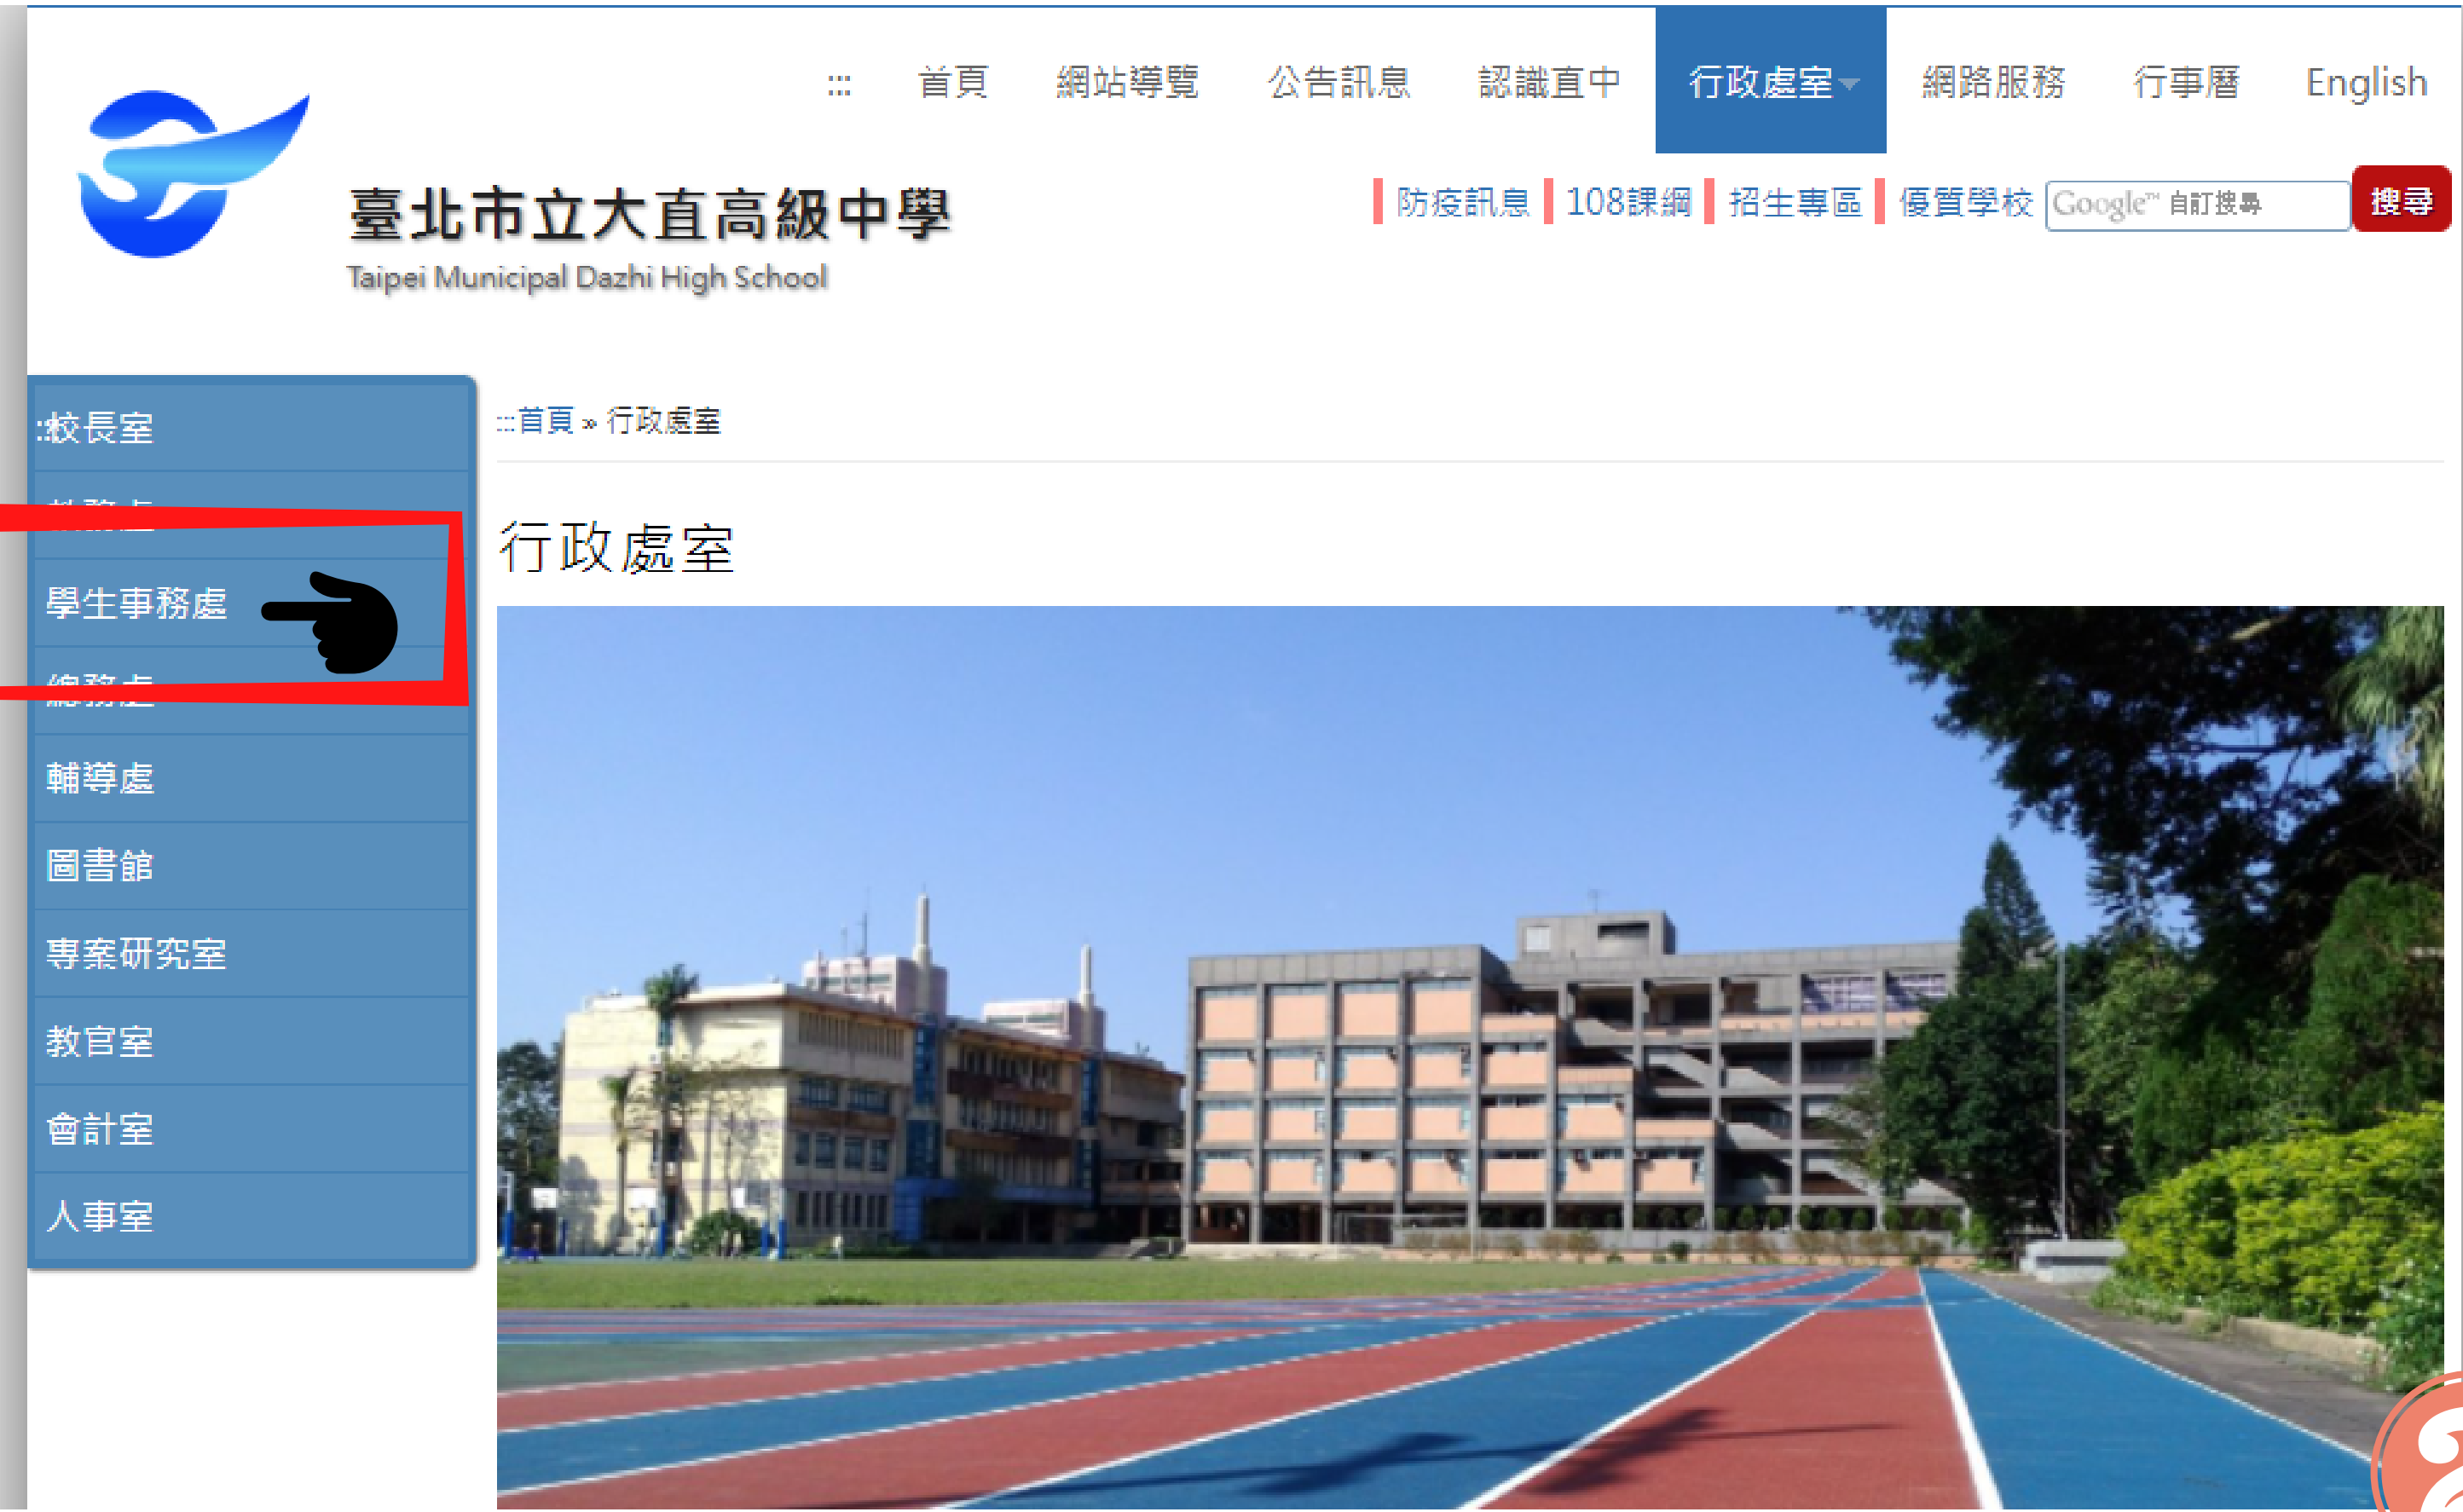 ::: 首頁 網站導覽 公告訊息 認識直中 行政處室 網路服務 行事曆 English
臺北市立大直高級中學
Taipei Municipal Dazhi High School
防疫訊息 108課綱 招生專區 優質學校 Google™ 自訂搜尋 搜尋
:::校長室
學生事務處
輔導處
圖書館
專案研究室
教官室
會計室
人事室
:::首頁 » 行政處室
行政處室